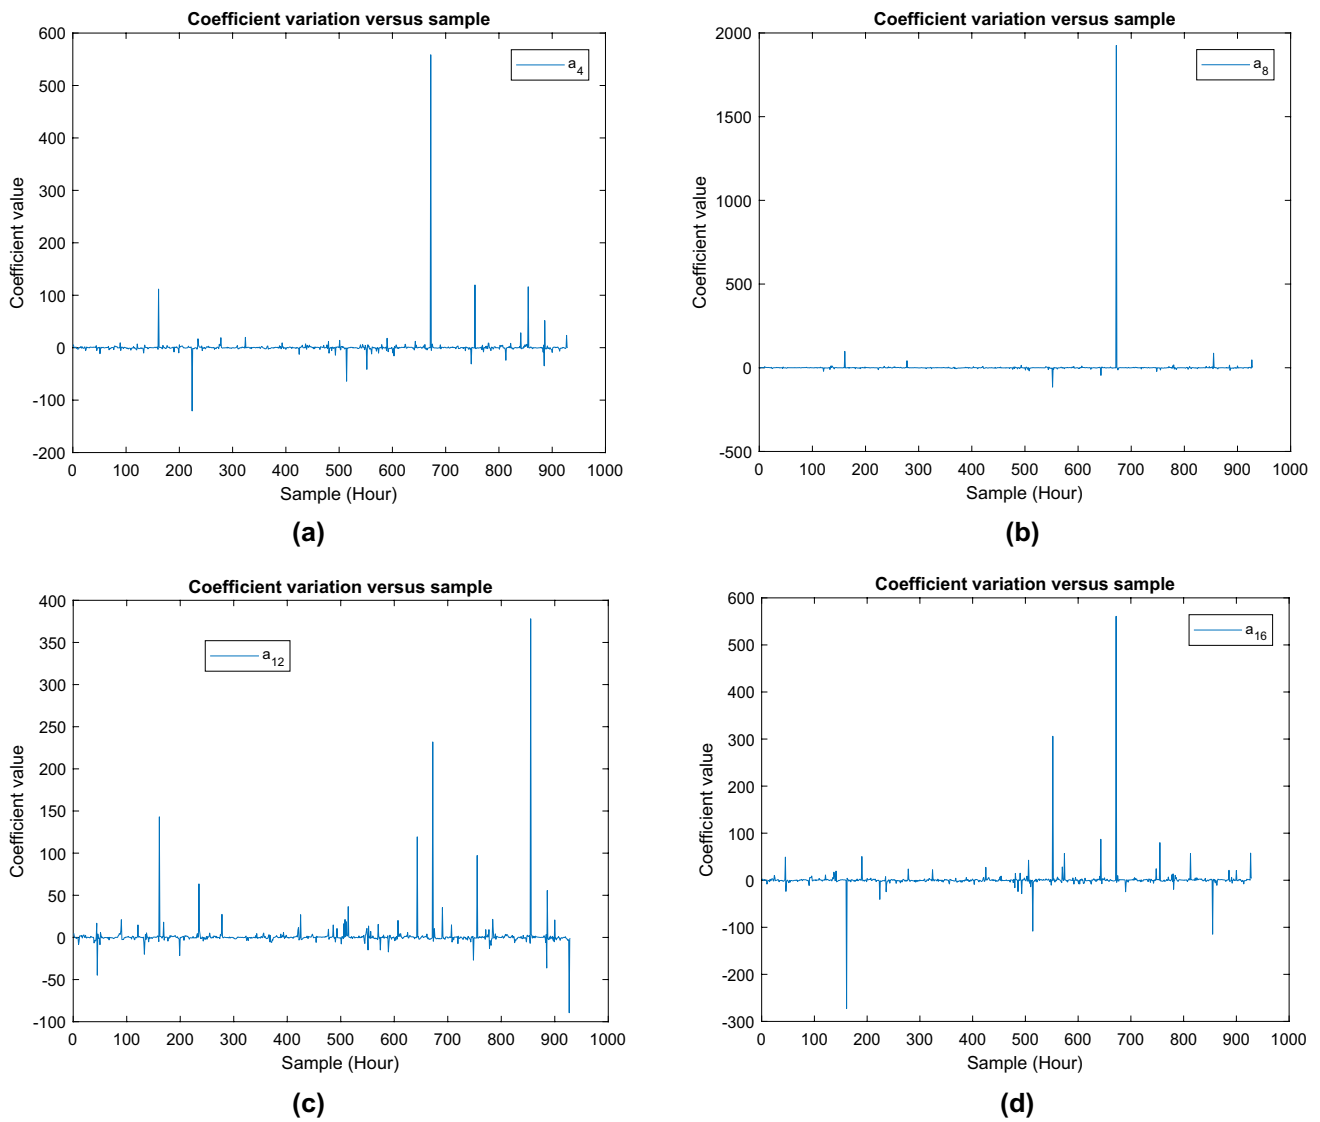 Coefficient variation versus sample
600
500
400
300
200
100
0
-100
-200
Coefficient value
a4
0 100 200 300 400 500 600 700 800 900 1000
Sample (Hour)
(a)
Coefficient variation versus sample
2000
1500
1000
500
0
-500
Coefficient value
a8
0 100 200 300 400 500 600 700 800 900 1000
Sample (Hour)
(b)
Coefficient variation versus sample
400
350
300
250
200
150
100
50
0
-50
-100
Coefficient value
a12
0 100 200 300 400 500 600 700 800 900 1000
Sample (Hour)
(c)
Coefficient variation versus sample
600
500
400
300
200
100
0
-100
-200
-300
Coefficient value
a16
0 100 200 300 400 500 600 700 800 900 1000
Sample (Hour)
(d)